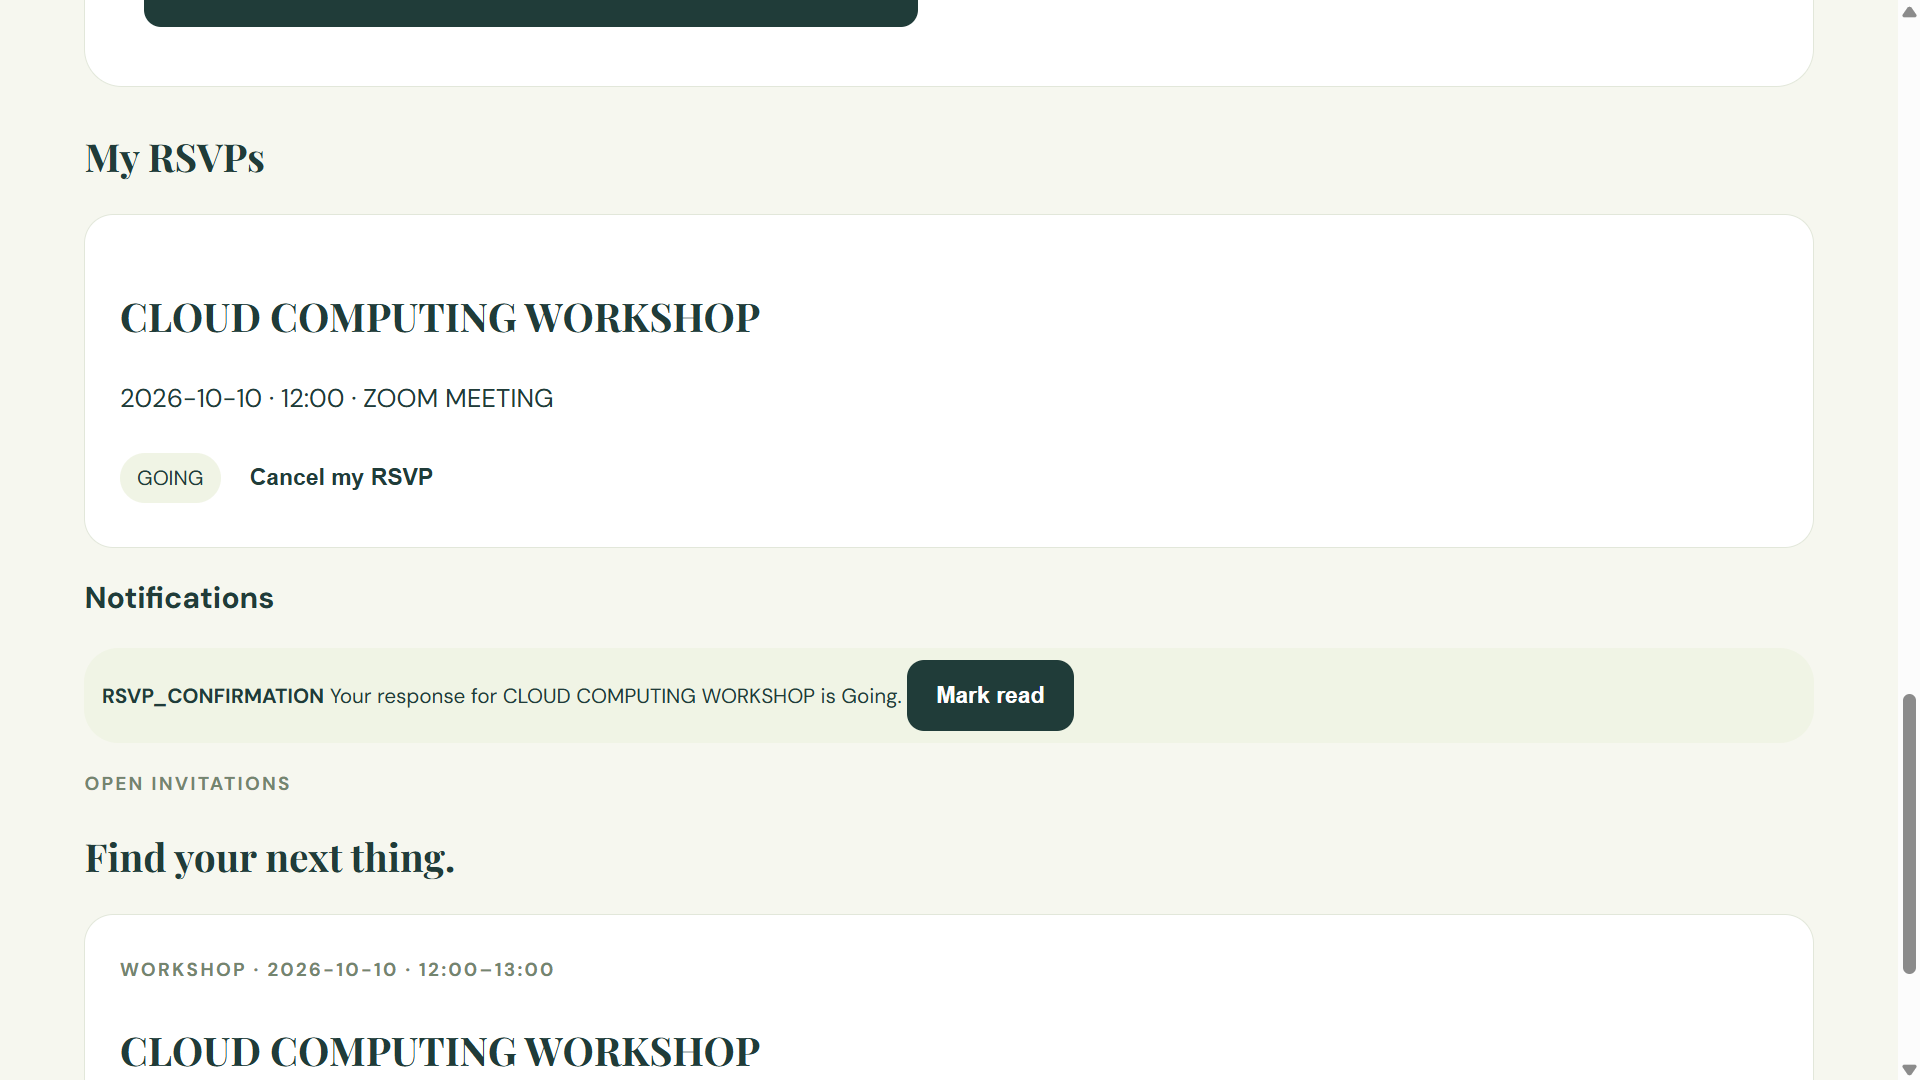 My RSVPs
CLOUD COMPUTING WORKSHOP
2026-10-10 · 12:00 · ZOOM MEETING
GOING Cancel my RSVP
Notifications
RSVP_CONFIRMATION Your response for CLOUD COMPUTING WORKSHOP is Going. Mark read
OPEN INVITATIONS
Find your next thing.
WORKSHOP · 2026-10-10 · 12:00–13:00
CLOUD COMPUTING WORKSHOP